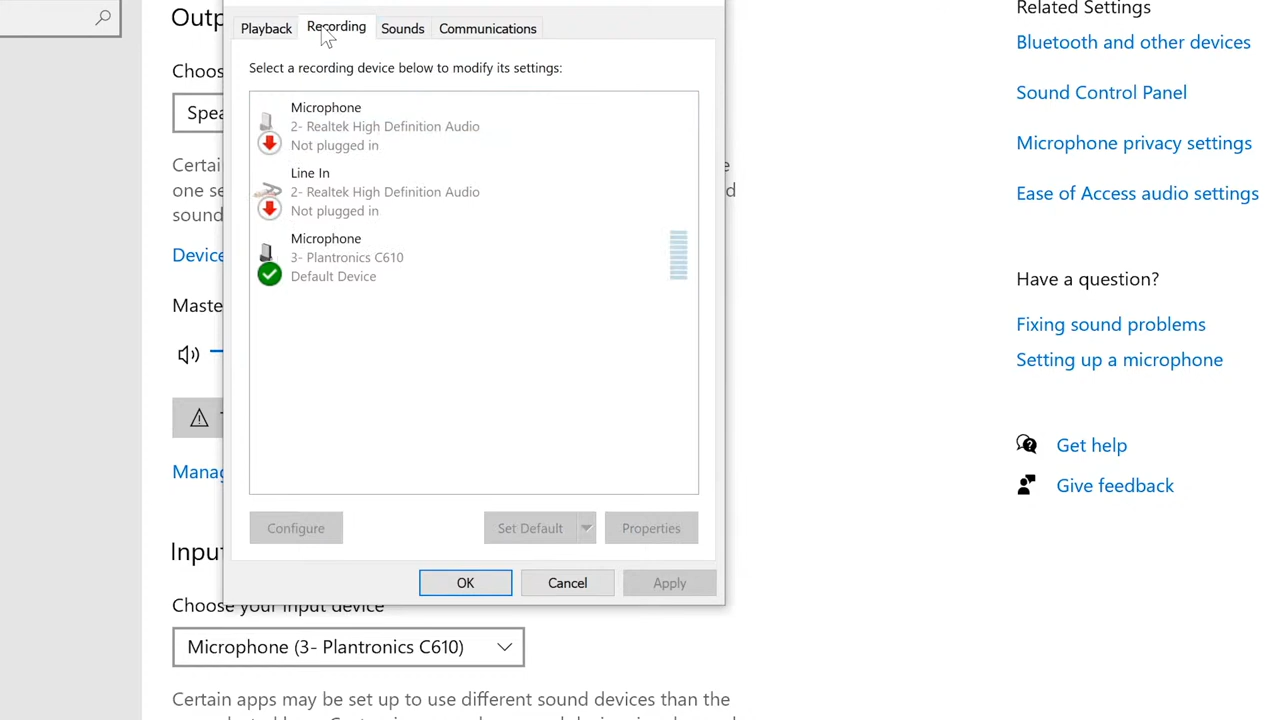 Outp
Choos
Spea
Certai
one se
sound
Device
Maste
Manag
Inpu
Playback
Recording
Sounds
Communications
Select a recording device below to modify its settings:
Microphone
2- Realtek High Definition Audio
Not plugged in
Line In
2- Realtek High Definition Audio
Not plugged in
Microphone
3- Plantronics C610
Default Device
Configure
Set Default
Properties
OK
Cancel
Apply
e
d
Choose your input device
Microphone (3- Plantronics C610)
Certain apps may be set up to use different sound devices than the
Related Settings
Bluetooth and other devices
Sound Control Panel
Microphone privacy settings
Ease of Access audio settings
Have a question?
Fixing sound problems
Setting up a microphone
Get help
Give feedback